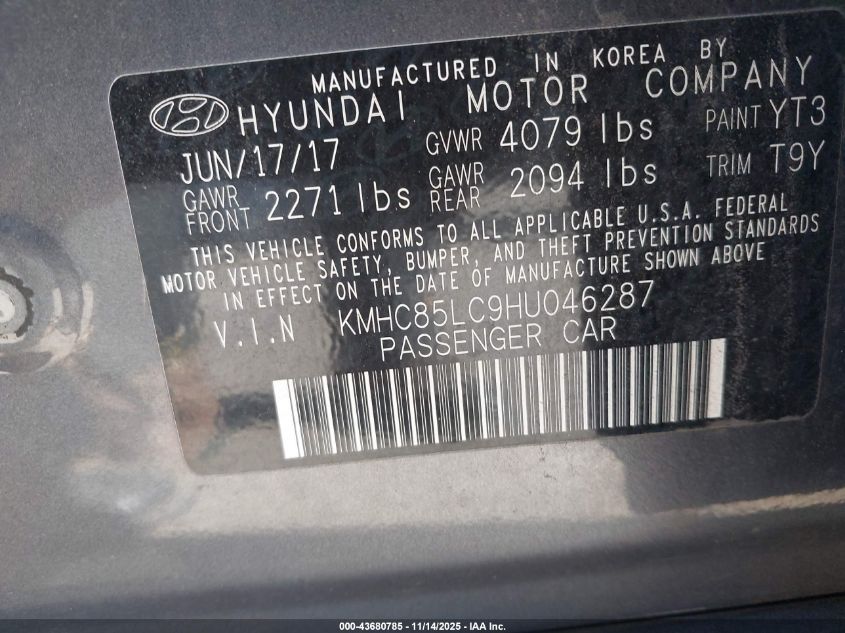 MANUFACTURED IN KOREA BY
HYUNDAI MOTOR COMPANY
JUN/17/17 GVWR 4079 lbs PAINT YT3
GAWR FRONT 2271 lbs GAWR REAR 2094 lbs TRIM T9Y
THIS VEHICLE CONFORMS TO ALL APPLICABLE U.S.A. FEDERAL
MOTOR VEHICLE SAFETY, BUMPER, AND THEFT PREVENTION STANDARDS
IN EFFECT ON THE DATE OF MANUFACTURE SHOWN ABOVE
V.I.N KMHC85LC9HU046287
PASSENGER CAR
000-43680785 - 11/14/2025 - IAA Inc.